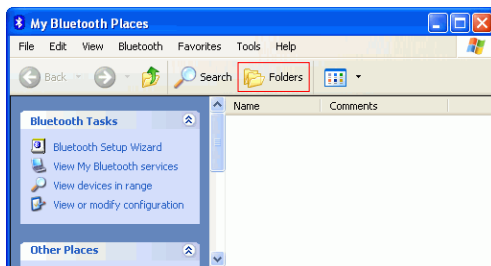 My Bluetooth Places
File Edit View Bluetooth Favorites Tools Help
Back Search Folders
Name Comments
Bluetooth Tasks
Bluetooth Setup Wizard
View My Bluetooth services
View devices in range
View or modify configuration
Other Places